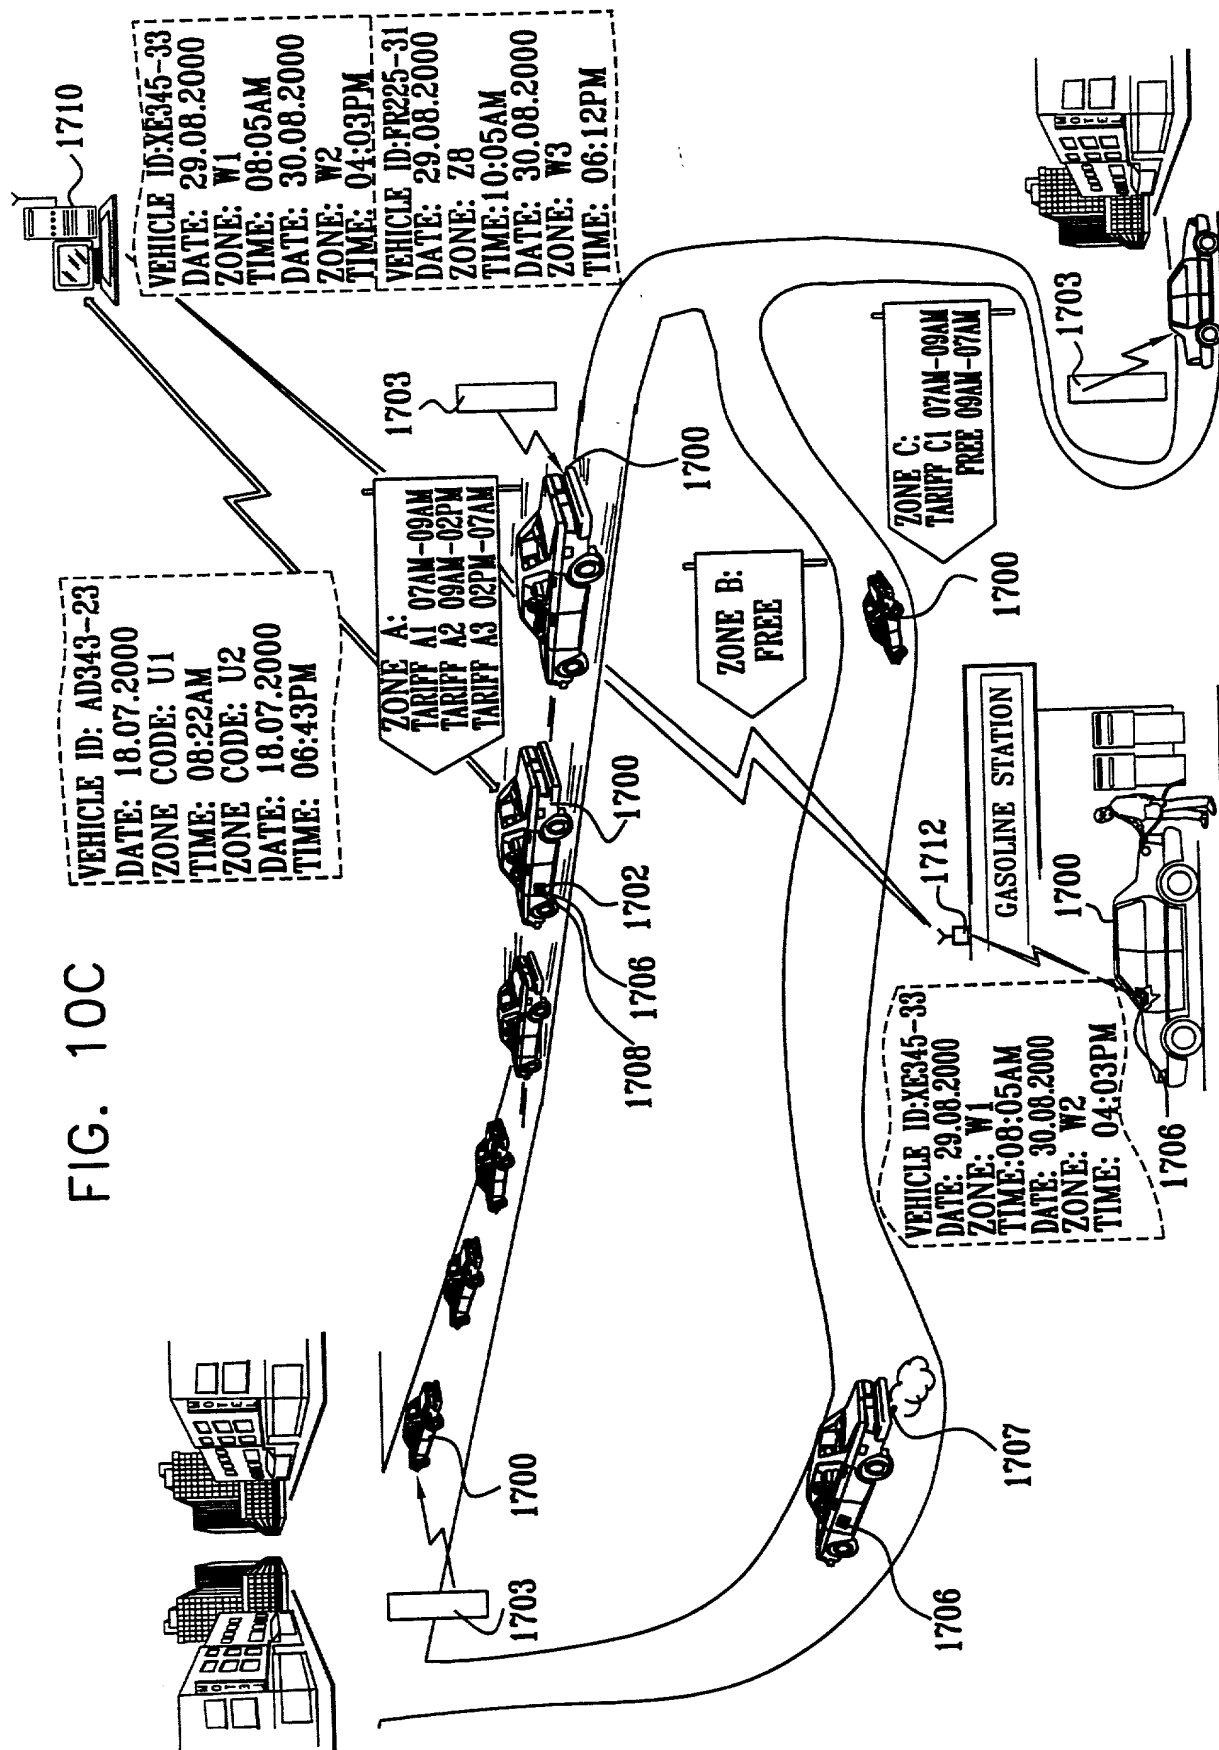 FIG. 10C
VEHICLE ID: AD343-23
DATE: 18.07.2000
ZONE CODE: U1
TIME: 08:22AM
ZONE CODE: U2
DATE: 18.07.2000
TIME: 06:43PM
1710
VEHICLE ID:XE345-33
DATE: 29.08.2000
ZONE: W1
TIME: 08:05AM
DATE: 30.08.2000
ZONE: W2
TIME: 04:03PM
VEHICLE ID:FR225-31
DATE: 29.08.2000
ZONE: Z8
TIME:10:05AM
DATE: 30.08.2000
ZONE: W3
TIME: 06:12PM
MOTEL
MOTEL
ZONE A:
TARIFF A1 07AM-09AM
TARIFF A2 09AM-02PM
TARIFF A3 02PM-07AM
1703
1700
1703
1700
1708
1706
1702
1700
ZONE B:
FREE
ZONE C:
TARIFF C1 07AM-09AM
FREE 09AM-07AM
1700
1706
1707
VEHICLE ID:XE345-33
DATE: 29.08.2000
ZONE: W1
TIME:08:05AM
DATE: 30.08.2000
ZONE: W2
TIME: 04:03PM
1706
1712
GASOLINE STATION
1700
1703
MOTEL